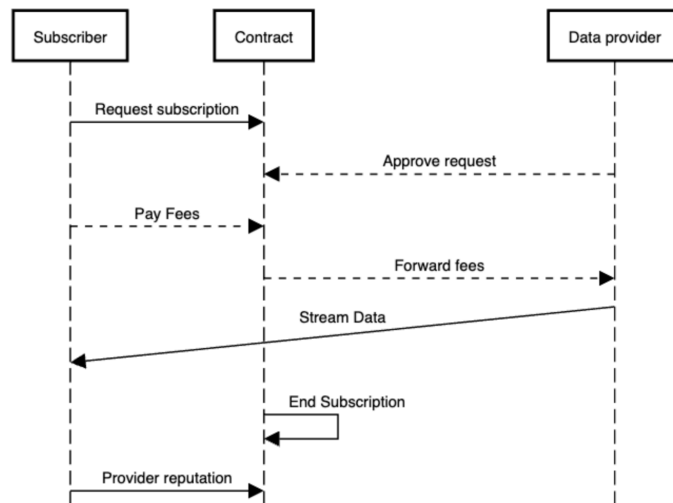 Subscriber
Contract
Data provider
Request subscription
Approve request
Pay Fees
Forward fees
Stream Data
End Subscription
Provider reputation